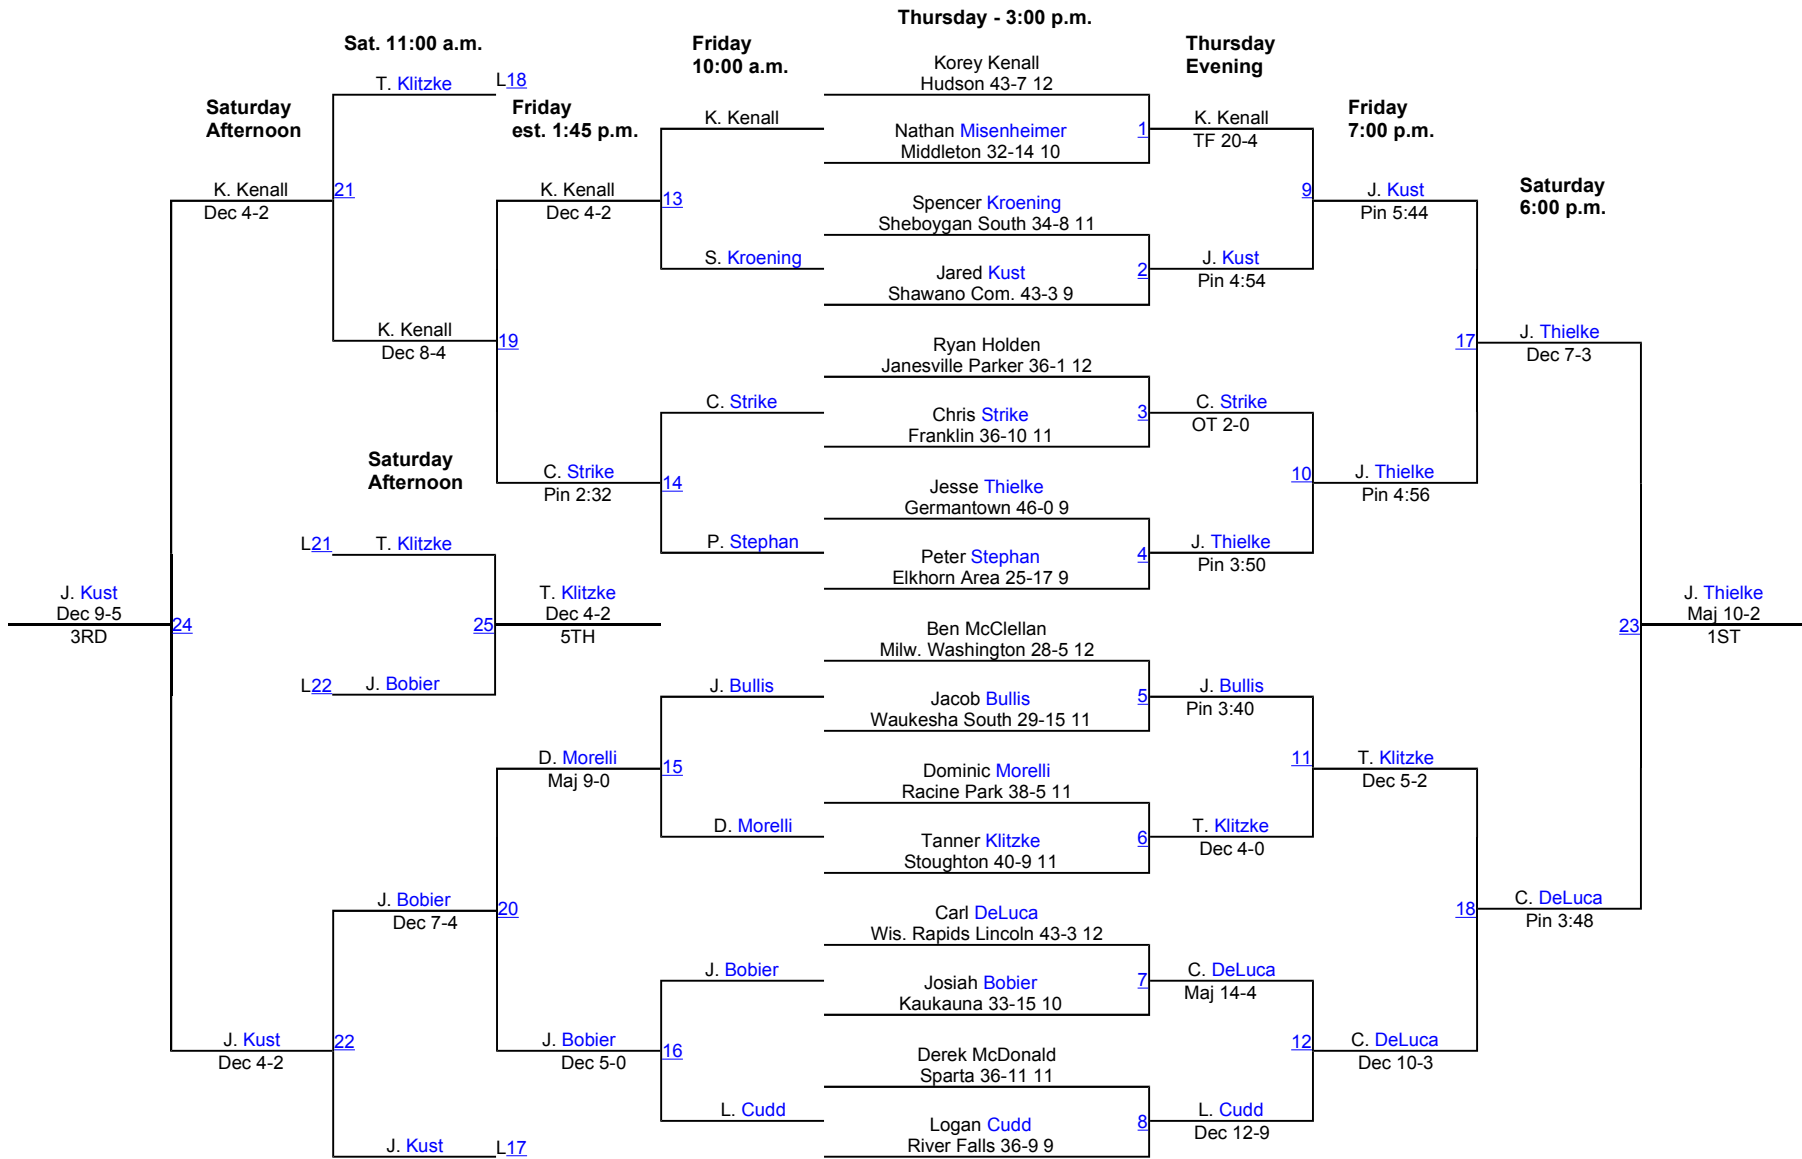 Thursday - 3:00 p.m.
Sat. 11:00 a.m.
Friday
10:00 a.m.
Thursday
Evening
Korey Kenall
Hudson 43-7 12
T. Klitzke
L18
Saturday
Afternoon
Friday
est. 1:45 p.m.
Friday
7:00 p.m.
K. Kenall
Nathan Misenheimer
Middleton 32-14 10
1
K. Kenall
TF 20-4
Saturday
6:00 p.m.
K. Kenall
Dec 4-2
21
K. Kenall
Dec 4-2
13
Spencer Kroening
Sheboygan South 34-8 11
9
J. Kust
Pin 5:44
S. Kroening
Jared Kust
Shawano Com. 43-3 9
2
J. Kust
Pin 4:54
K. Kenall
Dec 8-4
19
Ryan Holden
Janesville Parker 36-1 12
17
J. Thielke
Dec 7-3
C. Strike
Chris Strike
Franklin 36-10 11
3
C. Strike
OT 2-0
Saturday
Afternoon
C. Strike
Pin 2:32
14
Jesse Thielke
Germantown 46-0 9
10
J. Thielke
Pin 4:56
L21
T. Klitzke
P. Stephan
Peter Stephan
Elkhorn Area 25-17 9
4
J. Thielke
Pin 3:50
J. Kust
Dec 9-5
3RD
24
25
T. Klitzke
Dec 4-2
5TH
Ben McClellan
Milw. Washington 28-5 12
23
J. Thielke
Maj 10-2
1ST
L22
J. Bobier
J. Bullis
Jacob Bullis
Waukesha South 29-15 11
5
J. Bullis
Pin 3:40
D. Morelli
Maj 9-0
15
Dominic Morelli
Racine Park 38-5 11
11
T. Klitzke
Dec 5-2
D. Morelli
Tanner Klitzke
Stoughton 40-9 11
6
T. Klitzke
Dec 4-0
J. Bobier
Dec 7-4
20
Carl DeLuca
Wis. Rapids Lincoln 43-3 12
18
C. DeLuca
Pin 3:48
J. Bobier
Josiah Bobier
Kaukauna 33-15 10
7
C. DeLuca
Maj 14-4
J. Kust
Dec 4-2
22
J. Bobier
Dec 5-0
16
Derek McDonald
Sparta 36-11 11
12
C. DeLuca
Dec 10-3
L. Cudd
Logan Cudd
River Falls 36-9 9
8
L. Cudd
Dec 12-9
J. Kust
L17